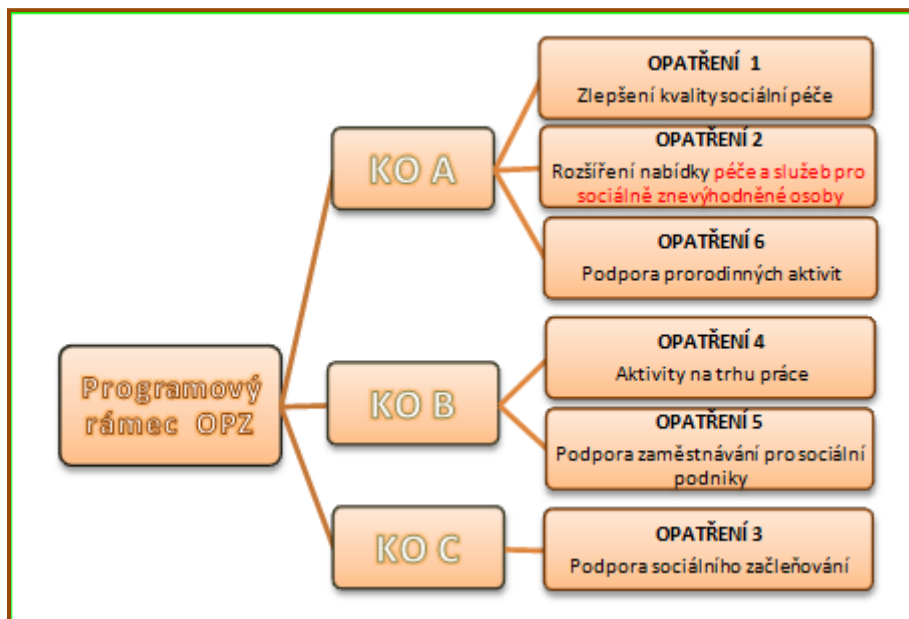 Programový
rámec OPZ
KO A
OPATŘENÍ 1
Zlepšení kvality sociální péče
OPATŘENÍ 2
Rozšíření nabídky péče a služeb pro
sociálně znevýhodněné osoby
OPATŘENÍ 6
Podpora prorodinných aktivit
KO B
OPATŘENÍ 4
Aktivity na trhu práce
OPATŘENÍ 5
Podpora zaměstnávání pro sociální
podniky
KO C
OPATŘENÍ 3
Podpora sociálního začleňování